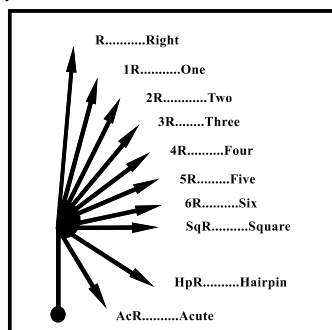 R...........Right
1R...........One
2R............Two
3R........Three
4R..........Four
5R.........Five
6R.........Six
SqR..........Square
HpR..........Hairpin
AcR..........Acute